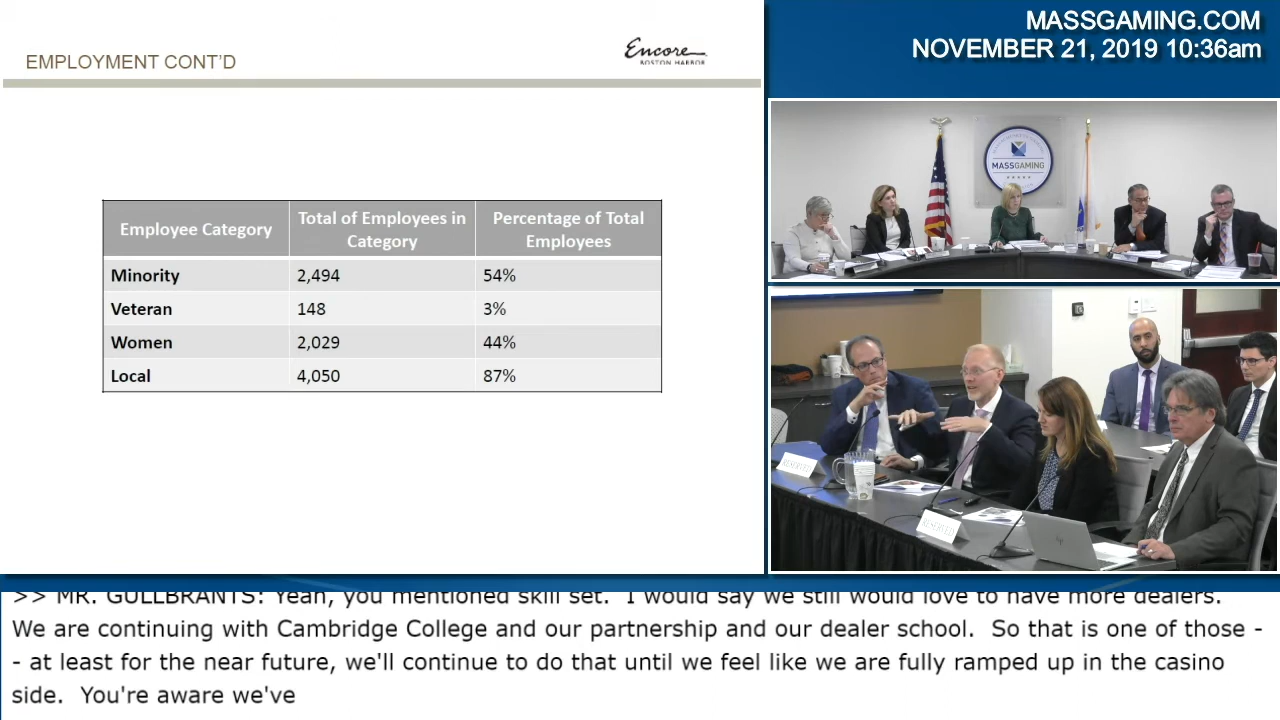 EMPLOYMENT CONT'D
Encore
BOSTON HARBOR
MASSGAMING.COM
NOVEMBER 21, 2019 10:36am
Employee Category Total of Employees in Category Percentage of Total Employees
Minority 2,494 54%
Veteran 148 3%
Women 2,029 44%
Local 4,050 87%
MASSGAMING
RESERVED
RESERVED
>> MR. GULLBRANTS: Yeah, you mentioned skill set. I would say we still would love to have more dealers.
We are continuing with Cambridge College and our partnership and our dealer school. So that is one of those -
- at least for the near future, we'll continue to do that until we feel like we are fully ramped up in the casino
side. You're aware we've